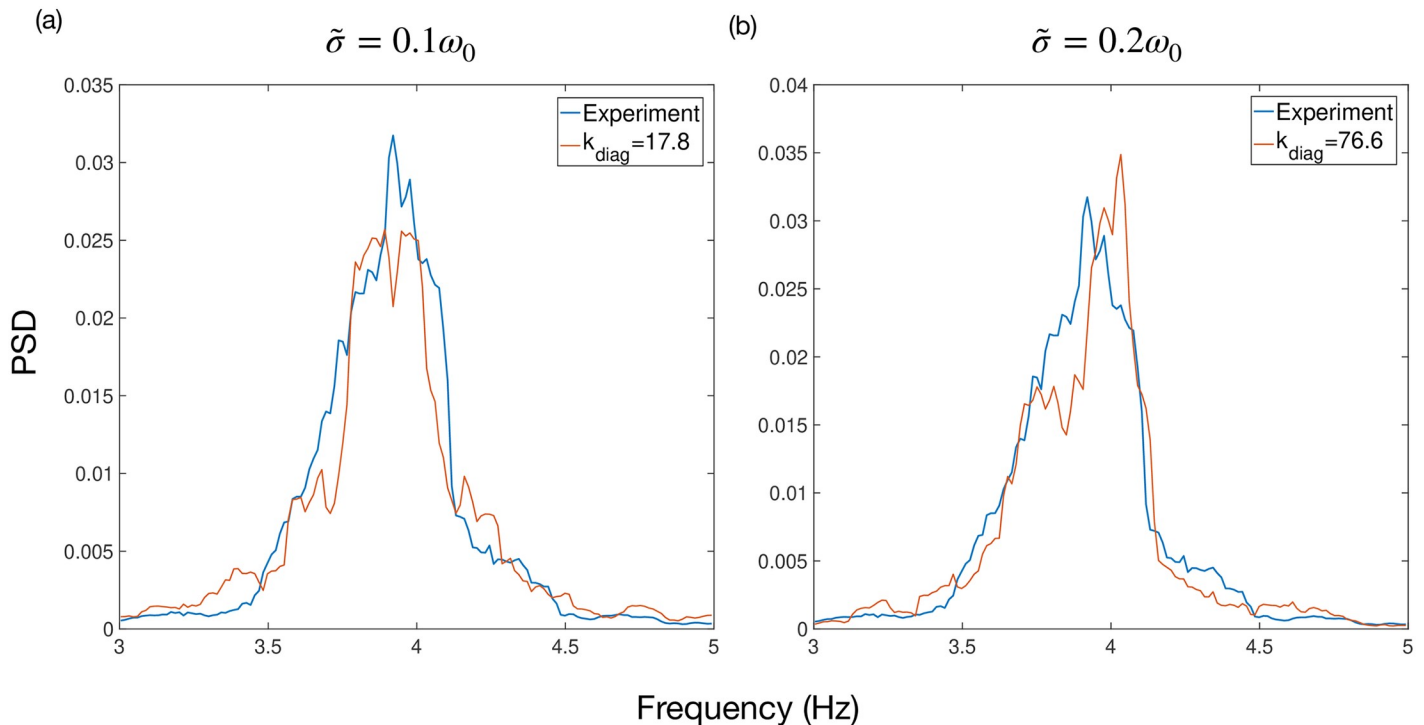 (a)
σ̃ = 0.1ω₀
0.035
0.03
0.025
0.02
0.015
0.01
0.005
0
3
3.5
4
4.5
5
Experiment
k_diag=17.8
PSD
(b)
σ̃ = 0.2ω₀
0.04
0.035
0.03
0.025
0.02
0.015
0.01
0.005
0
3
3.5
4
4.5
5
Experiment
k_diag=76.6
Frequency (Hz)